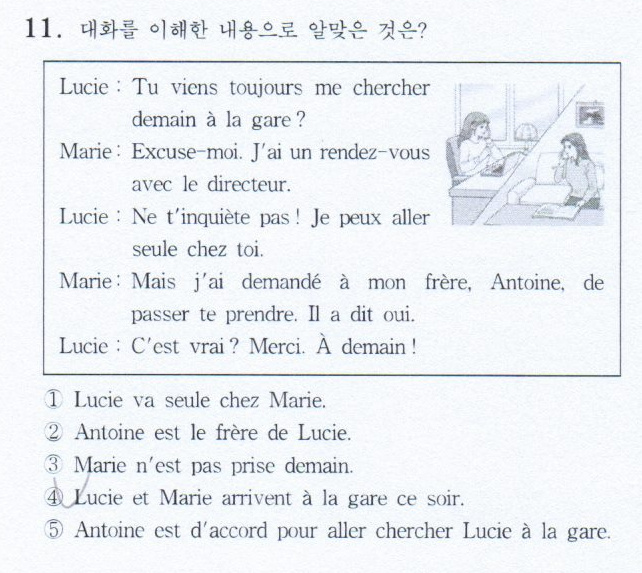 11. 대화를 이해한 내용으로 알맞은 것은?
Lucie : Tu viens toujours me chercher
demain à la gare ?
Marie : Excuse-moi. J'ai un rendez-vous
avec le directeur.
Lucie : Ne t'inquiète pas ! Je peux aller
seule chez toi.
Marie : Mais j'ai demandé à mon frère, Antoine, de
passer te prendre. Il a dit oui.
Lucie : C'est vrai ? Merci. À demain !
① Lucie va seule chez Marie.
② Antoine est le frère de Lucie.
③ Marie n'est pas prise demain.
④ Lucie et Marie arrivent à la gare ce soir.
⑤ Antoine est d'accord pour aller chercher Lucie à la gare.